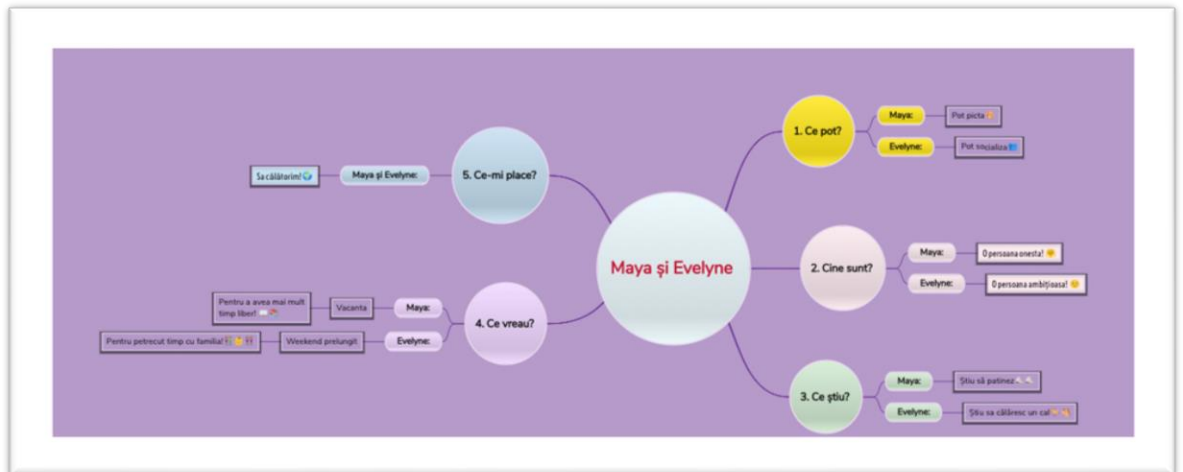 Maya și Evelyne
1. Ce pot?
Maya:
Pot picta
Evelyne:
Pot socializa
2. Cine sunt?
Maya:
O persoana onesta!
Evelyne:
O persoana ambițioasa!
3. Ce știu?
Maya:
Știu să patinez
Evelyne:
Știu sa călăresc un cal
4. Ce vreau?
Maya:
Vacanta
Pentru a avea mai mult
timp liber!
Evelyne:
Weekend prelungit
Pentru petrecut timp cu familia!
5. Ce-mi place?
Maya și Evelyne:
Sa călătorim!